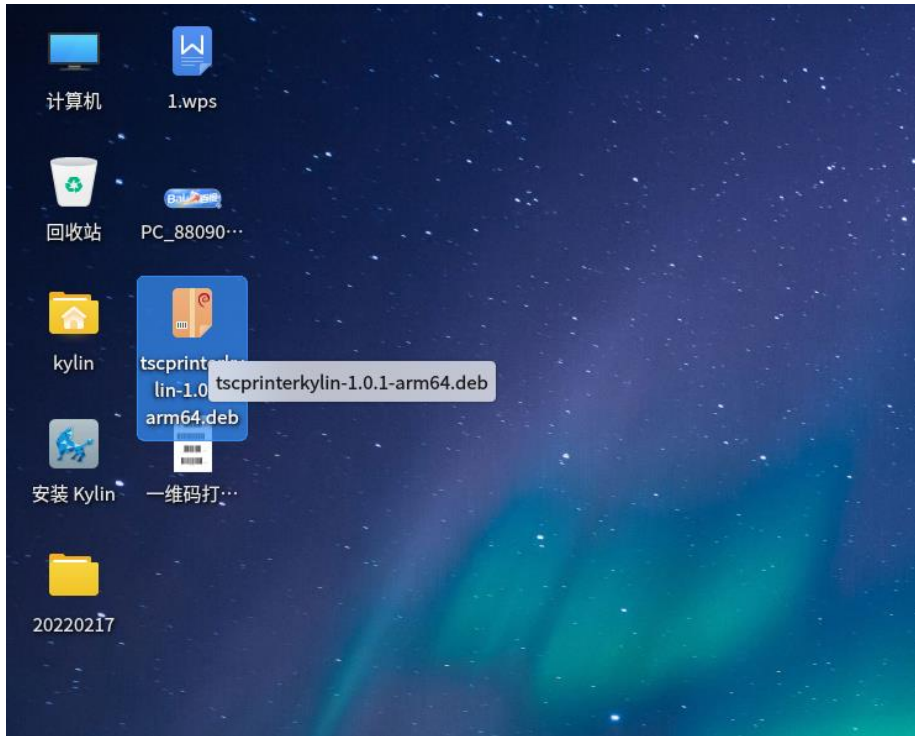 计算机
1.wps
回收站
PC_88090···
kylin
lin-1.0
arm64.deb
tscprinterkylin-1.0.1-arm64.deb
安装 Kylin
一维码打···
20220217